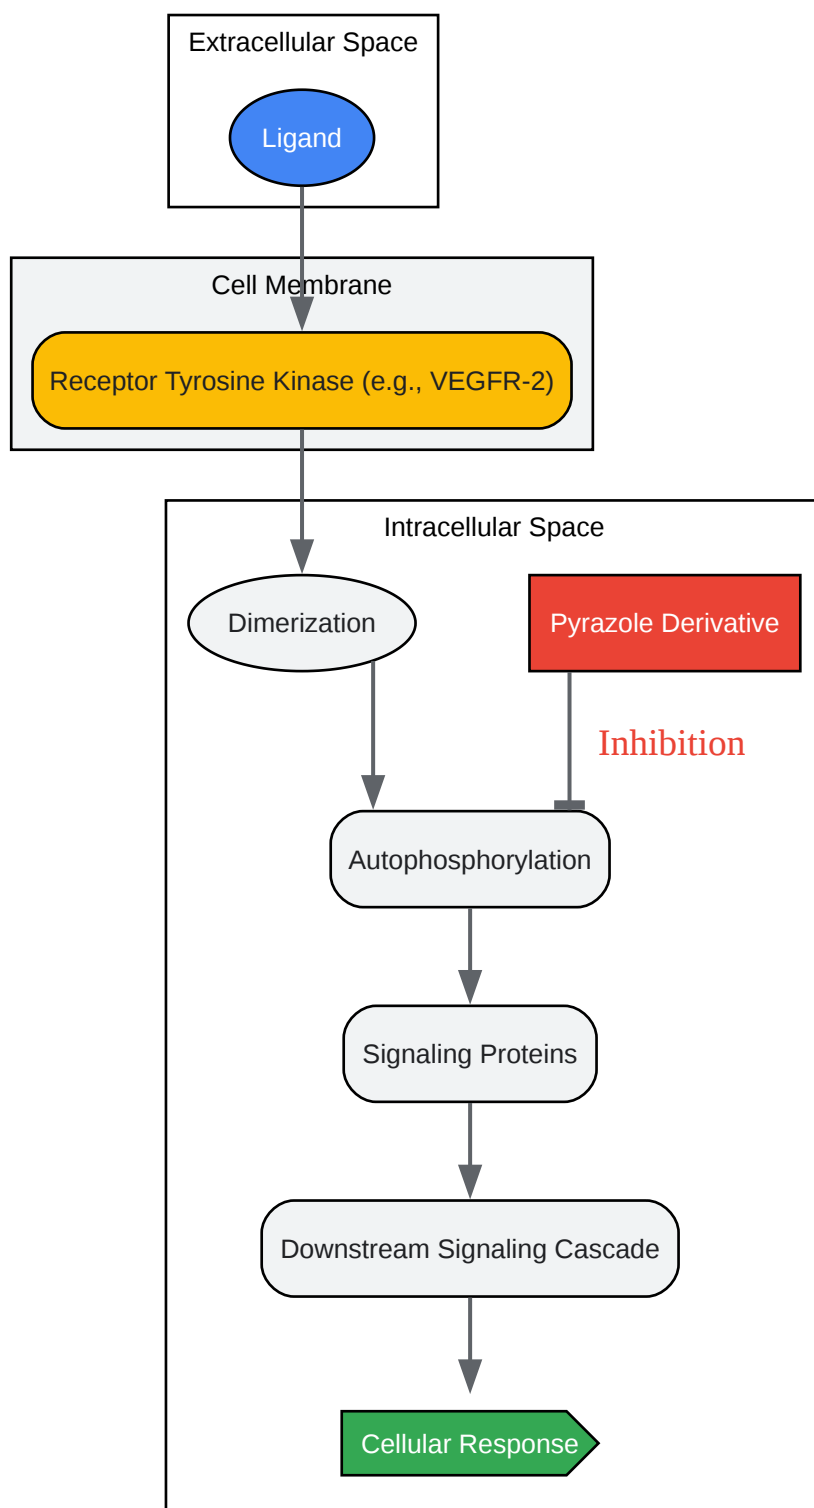 Extracellular Space
Ligand
Cell Membrane
Receptor Tyrosine Kinase (e.g., VEGFR-2)
Intracellular Space
Dimerization
Pyrazole Derivative
Inhibition
Autophosphorylation
Signaling Proteins
Downstream Signaling Cascade
Cellular Response